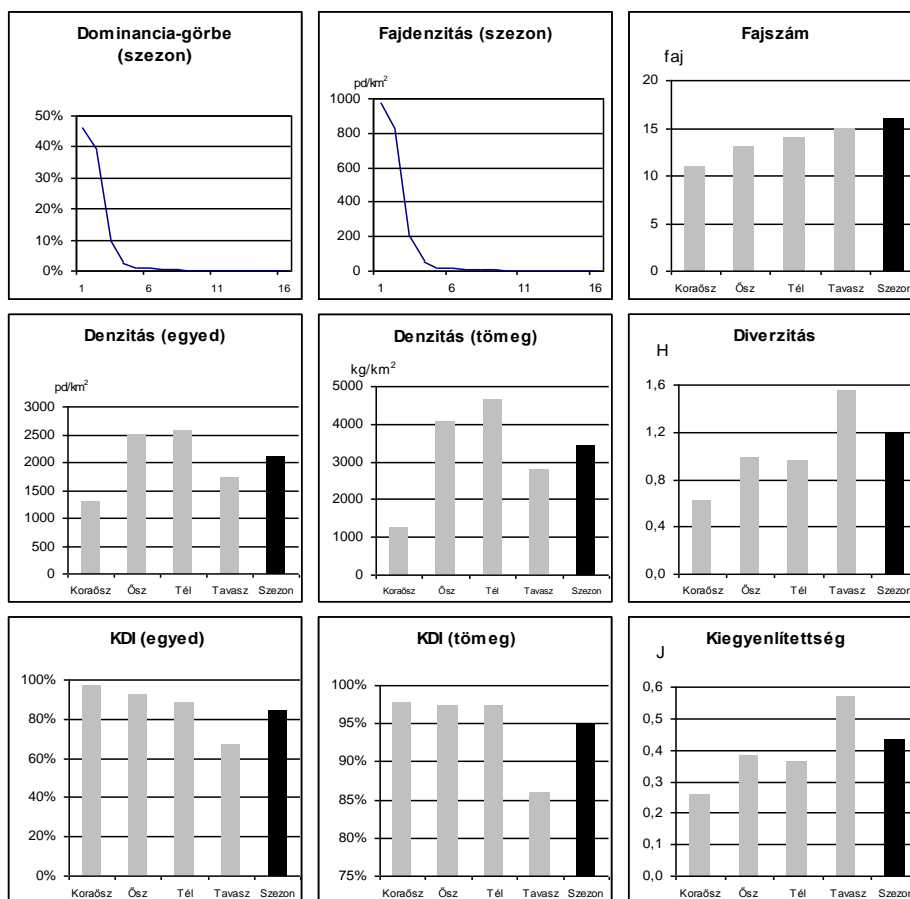 Dominancia-görbe
(szezon)
50%
40%
30%
20%
10%
0%
1 6 11 16
Fajdenzitás (szezon)
pd/km²
1000
800
600
400
200
0
1 6 11 16
Fajszám
faj
20
15
10
5
0
Koraősz Ősz Tél Tavasz Szezon
Denzitás (egyed)
pd/km²
3000
2500
2000
1500
1000
500
0
Koraősz Ősz Tél Tavasz Szezon
Denzitás (tömeg)
kg/km²
5000
4000
3000
2000
1000
0
Koraősz Ősz Tél Tavasz Szezon
Diverzitás
H
1,6
1,2
0,8
0,4
0,0
Koraősz Ősz Tél Tavasz Szezon
KDI (egyed)
100%
80%
60%
40%
20%
0%
Koraősz Ősz Tél Tavasz Szezon
KDI (tömeg)
100%
95%
90%
85%
80%
75%
Koraősz Ősz Tél Tavasz Szezon
Kiegyenlítettség
J
0,6
0,5
0,4
0,3
0,2
0,1
0,0
Koraősz Ősz Tél Tavasz Szezon